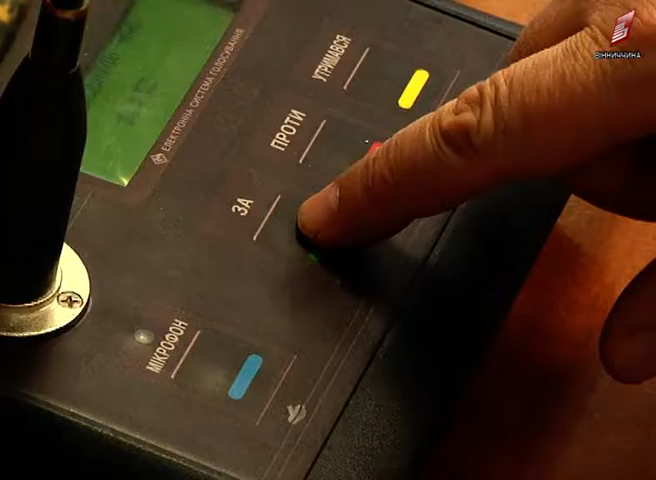 ВІННИЧЧИНА
ЕЛЕКТРОННА СИСТЕМА ГОЛОСУВАННЯ
УТРИМАВСЯ
ПРОТИ
ЗА
МІКРОФОН